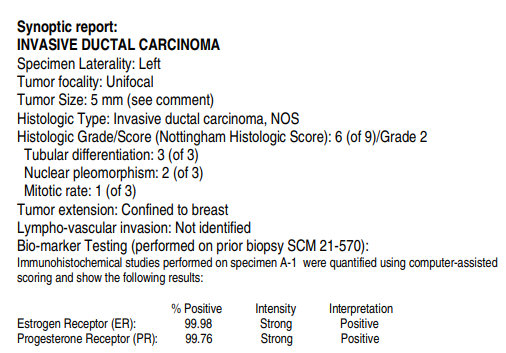 Synoptic report:
INVASIVE DUCTAL CARCINOMA
Specimen Laterality: Left
Tumor focality: Unifocal
Tumor Size: 5 mm (see comment)
Histologic Type: Invasive ductal carcinoma, NOS
Histologic Grade/Score (Nottingham Histologic Score): 6 (of 9)/Grade 2
Tubular differentiation: 3 (of 3)
Nuclear pleomorphism: 2 (of 3)
Mitotic rate: 1 (of 3)
Tumor extension: Confined to breast
Lympho-vascular invasion: Not identified
Bio-marker Testing (performed on prior biopsy SCM 21-570):
Immunohistochemical studies performed on specimen A-1 were quantified using computer-assisted
scoring and show the following results:
% Positive Intensity Interpretation
Estrogen Receptor (ER): 99.98 Strong Positive
Progesterone Receptor (PR): 99.76 Strong Positive